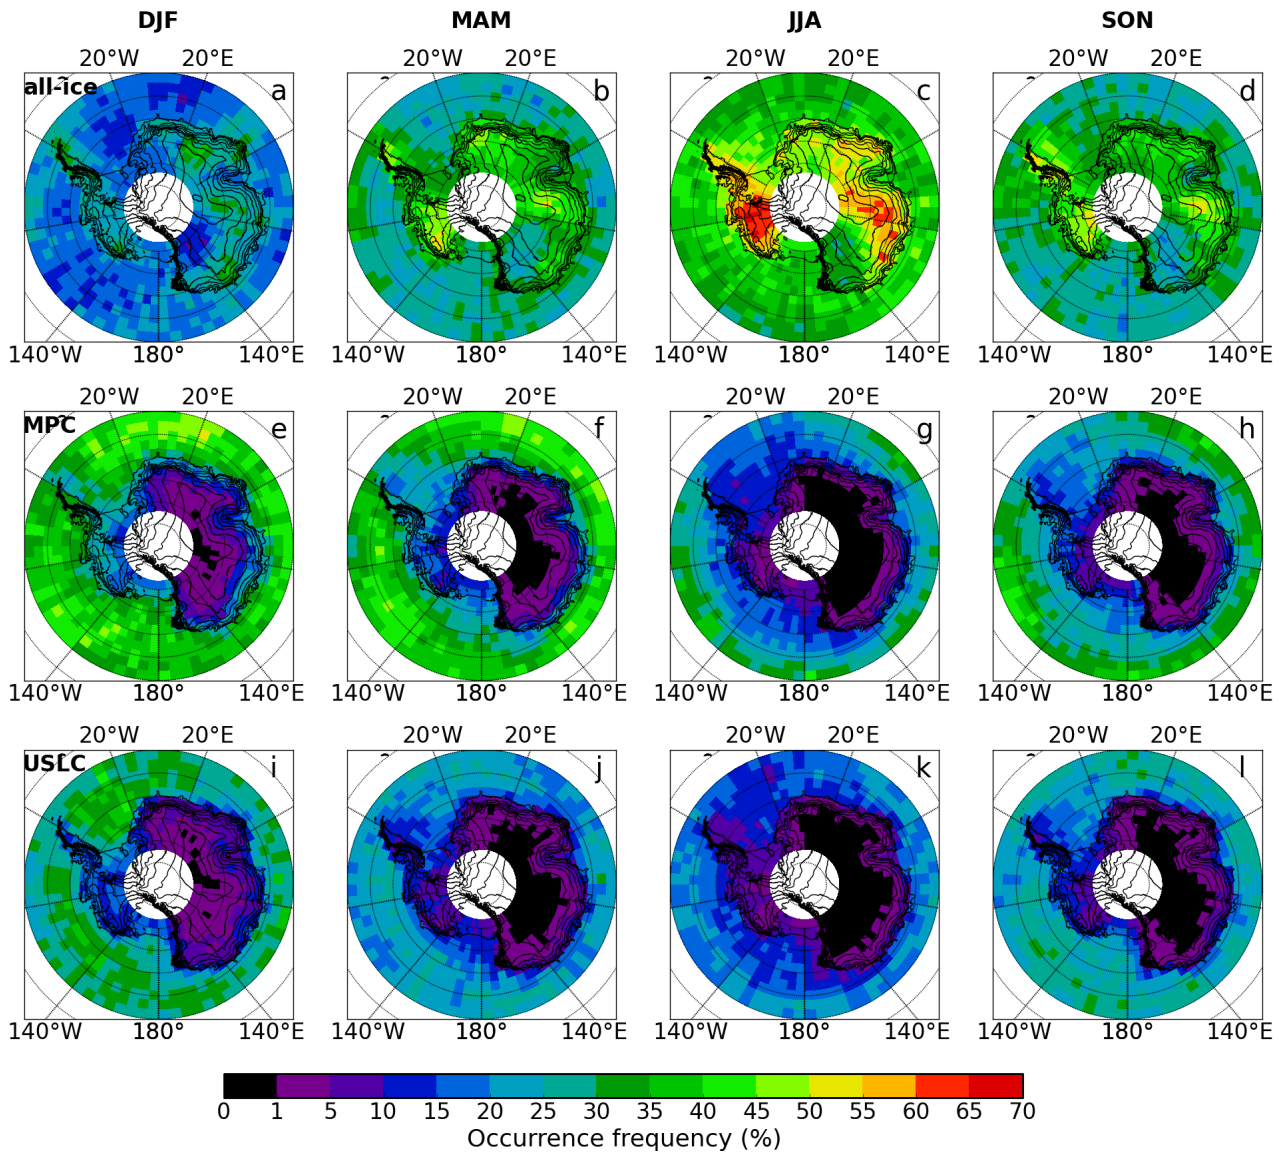 DJF MAM JJA SON
20°W 20°E 20°W 20°E 20°W 20°E 20°W 20°E
all-ice a b c d
140°W 180° 140°E 140°W 180° 140°E 140°W 180° 140°E 140°W 180° 140°E
20°W 20°E 20°W 20°E 20°W 20°E 20°W 20°E
MPC e f g h
140°W 180° 140°E 140°W 180° 140°E 140°W 180° 140°E 140°W 180° 140°E
20°W 20°E 20°W 20°E 20°W 20°E 20°W 20°E
USLC i j k l
140°W 180° 140°E 140°W 180° 140°E 140°W 180° 140°E 140°W 180° 140°E
0 1 5 10 15 20 25 30 35 40 45 50 55 60 65 70
Occurrence frequency (%)